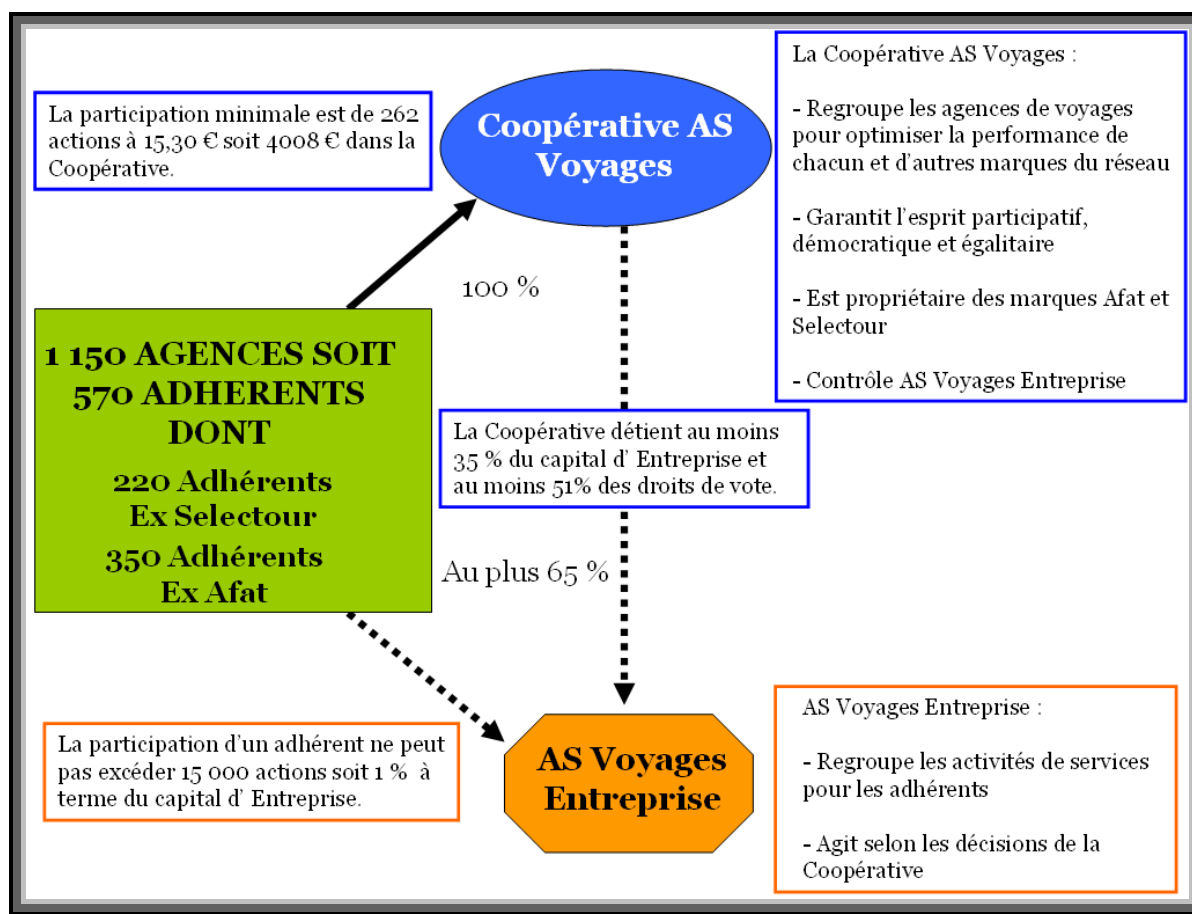 La participation minimale est de 262
actions à 15,30 € soit 4008 € dans la
Coopérative.
Coopérative AS
Voyages
La Coopérative AS Voyages :
- Regroupe les agences de voyages
pour optimiser la performance de
chacun et d'autres marques du réseau
- Garantit l'esprit participatif,
démocratique et égalitaire
- Est propriétaire des marques Afat et
Selectour
- Contrôle AS Voyages Entreprise
100 %
1 150 AGENCES SOIT
570 ADHERENTS
DONT
220 Adhérents
Ex Selectour
350 Adhérents
Ex Afat
La Coopérative détient au moins
35 % du capital d' Entreprise et
au moins 51% des droits de vote.
Au plus 65 %
La participation d'un adhérent ne peut
pas excéder 15 000 actions soit 1 % à
terme du capital d' Entreprise.
AS Voyages
Entreprise
AS Voyages Entreprise :
- Regroupe les activités de services
pour les adhérents
- Agit selon les décisions de la
Coopérative